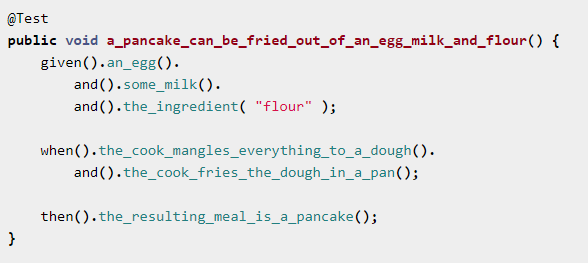 @Test
public void a_pancake_can_be_fried_out_of_an_egg_milk_and_flour() {
    given().an_egg().
        and().some_milk().
        and().the_ingredient( "flour" );

    when().the_cook_mangles_everything_to_a_dough().
        and().the_cook_fries_the_dough_in_a_pan();

    then().the_resulting_meal_is_a_pancake();
}